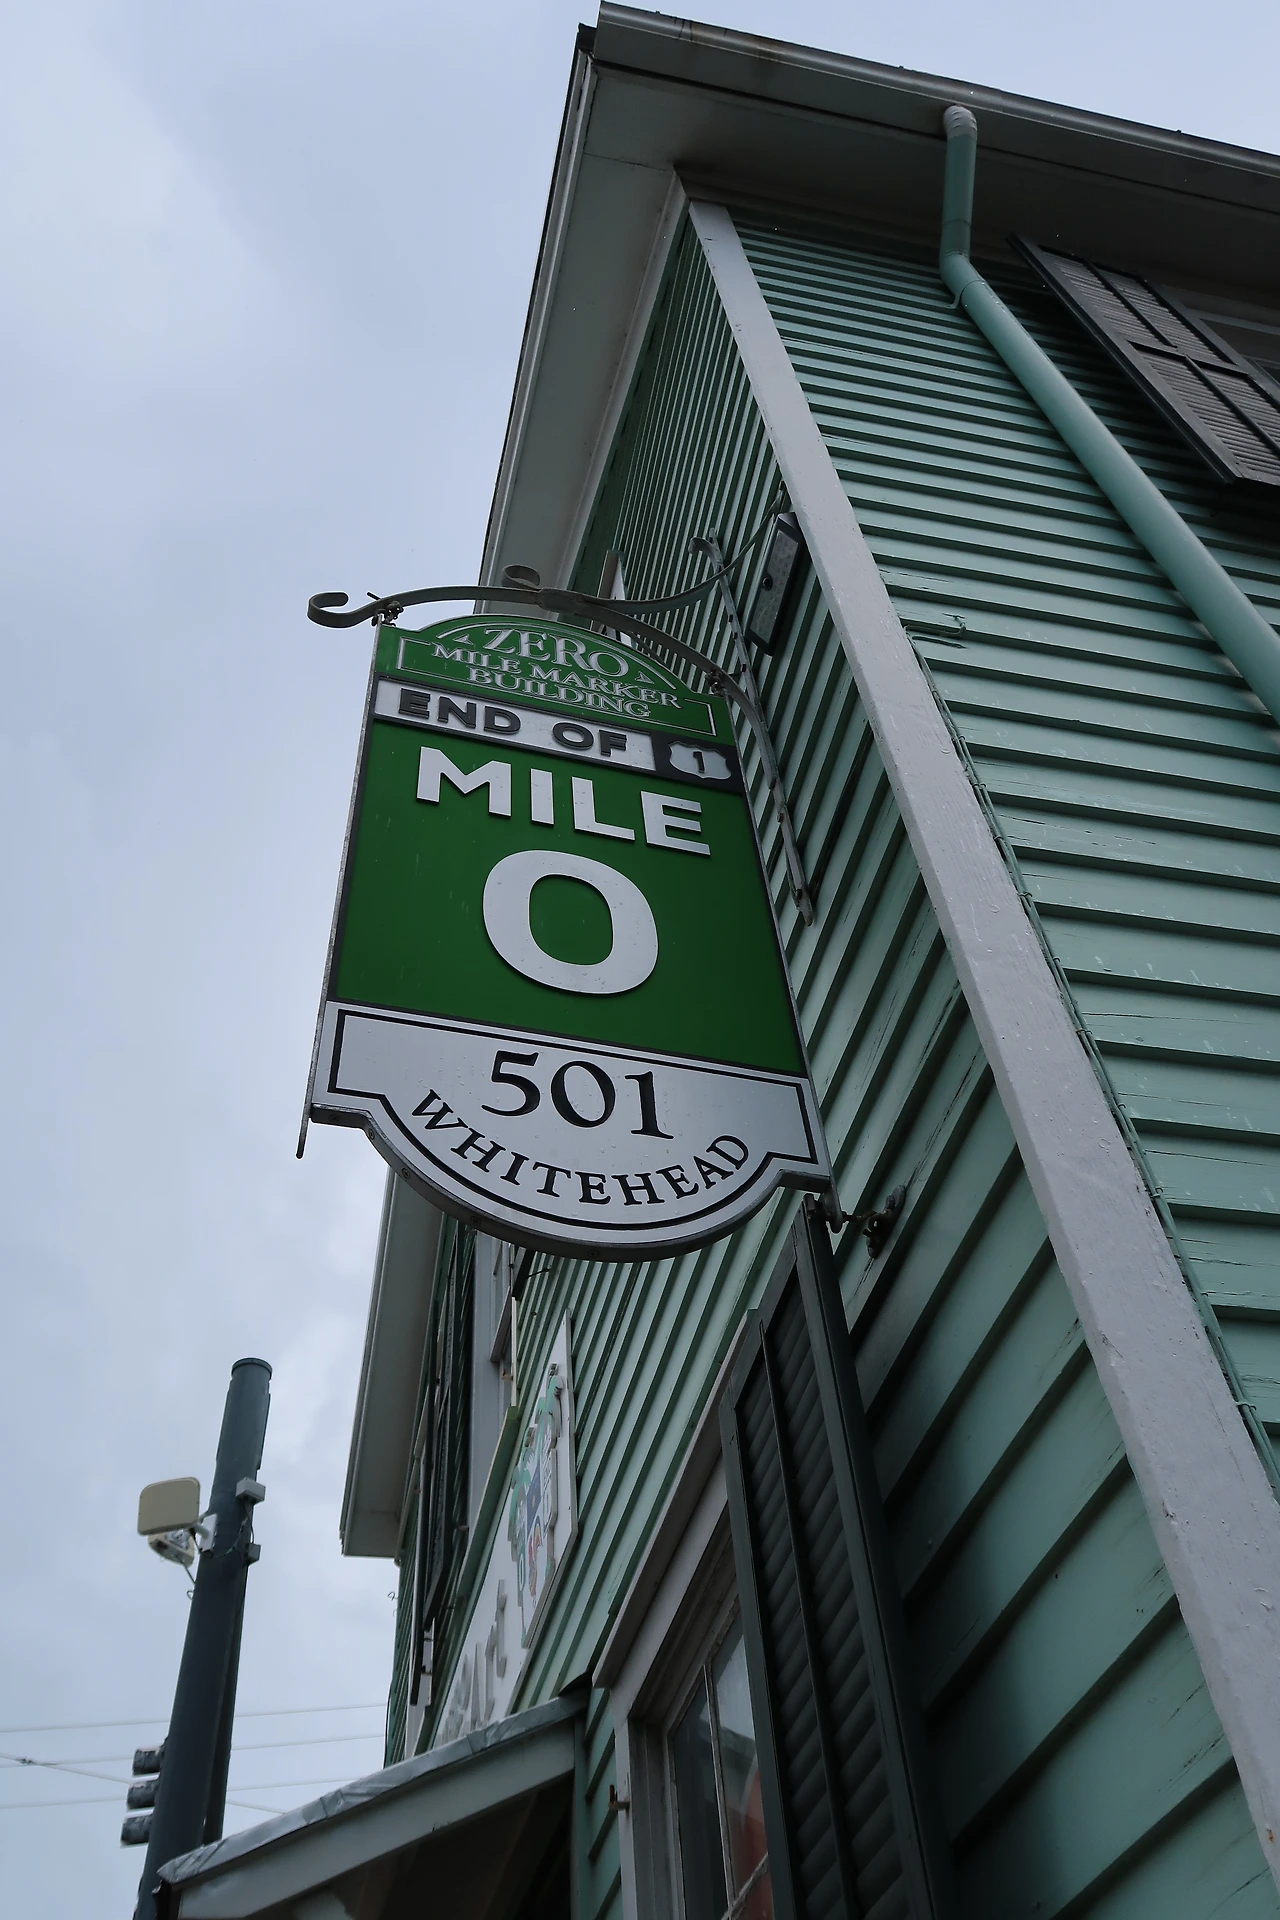 ZERO
MILE MARKER
BUILDING
END OF 1
MILE
0
501
WHITEHEAD